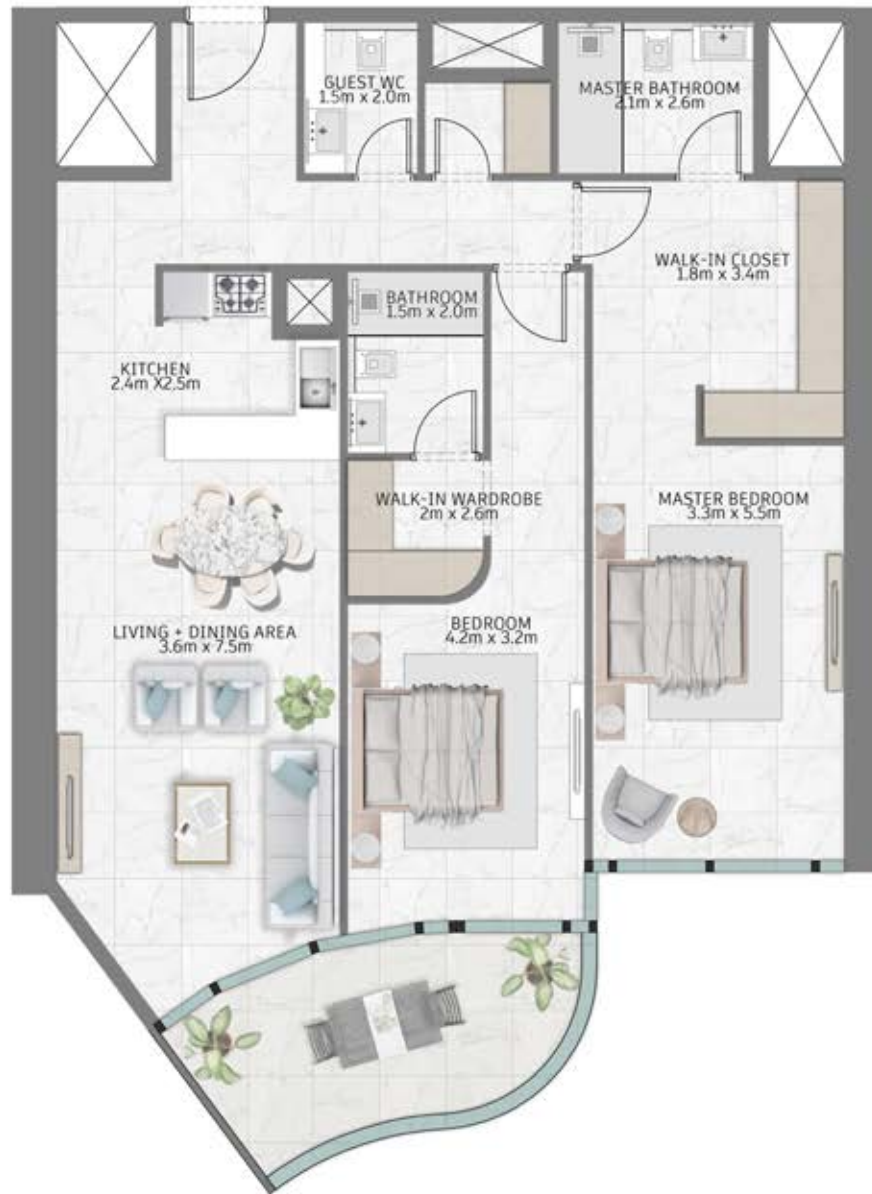 GUEST WC
1.5m x 2.0m
MASTER BATHROOM
2.1m x 2.6m
WALK-IN CLOSET
1.8m x 3.4m
BATHROOM
1.5m x 2.0m
KITCHEN
2.4m X2.5m
WALK-IN WARDROBE
2m x 2.6m
MASTER BEDROOM
3.3m x 5.5m
BEDROOM
4.2m x 3.2m
LIVING + DINING AREA
3.6m x 7.5m